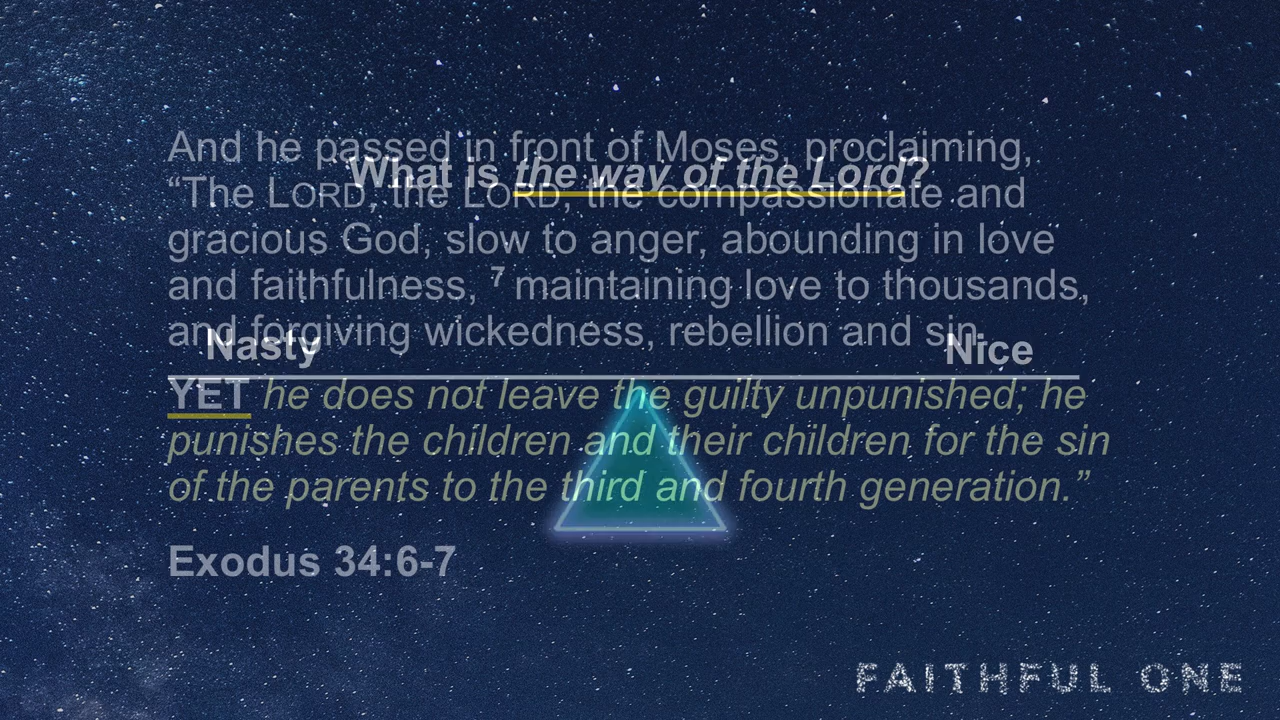 And he passed in front of Moses, proclaiming,
What is the way of the Lord?
“The LORD, the LORD, the compassionate and
gracious God, slow to anger, abounding in love
and faithfulness, 7 maintaining love to thousands,
and forgiving wickedness, rebellion and sin.
Nasty
Nice
YET he does not leave the guilty unpunished; he
punishes the children and their children for the sin
of the parents to the third and fourth generation.”
Exodus 34:6-7
FAITHFUL ONE